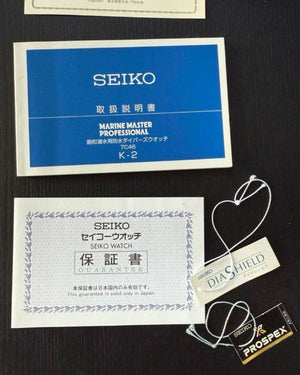 SEIKO
取扱説明書
MARINE MASTER
PROFESSIONAL
飽和潜水用防水ダイバーズウオッチ
7C46
K-2
SEIKO
セイコーウオッチ
SEIKO WATCH
保証書
GUARANTEE
本保証書は日本国内のみ有効です。
This guarantee is valid only in Japan.
SEIKO
DIASHIELD
SEIKO
PROSPEX